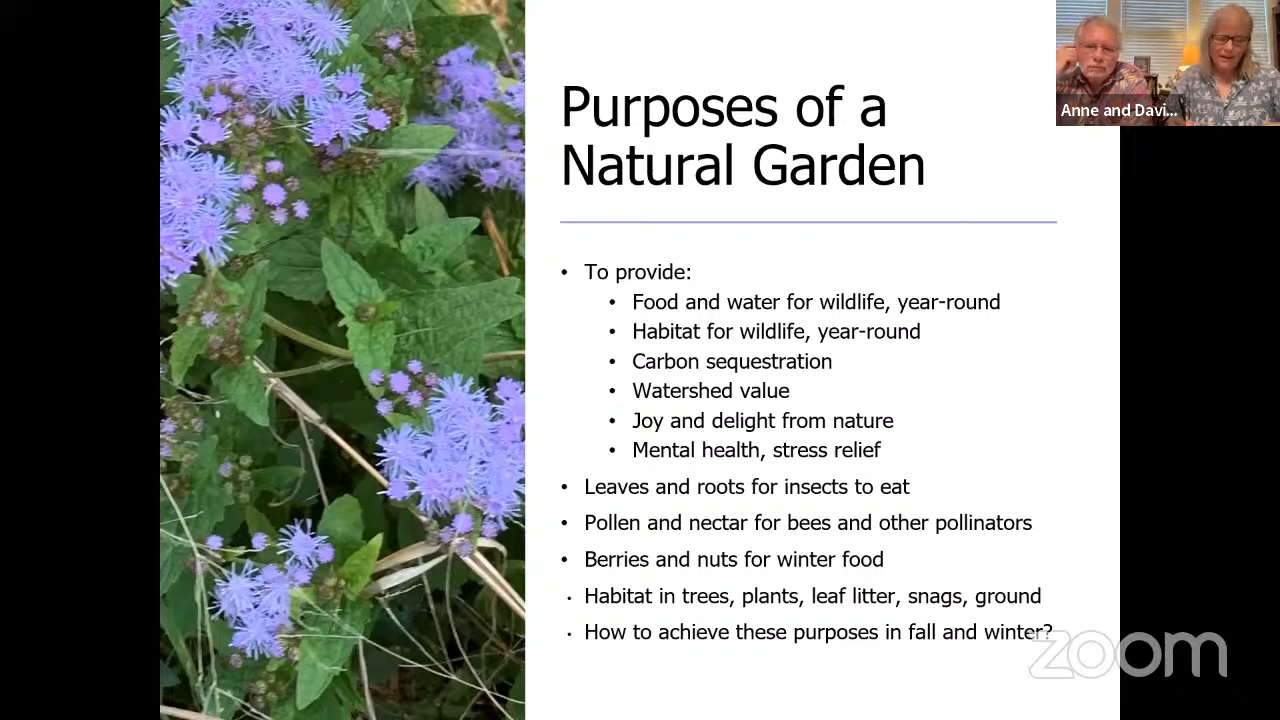 Purposes of a
Natural Garden
Anne and Davi...
• To provide:
• Food and water for wildlife, year-round
• Habitat for wildlife, year-round
• Carbon sequestration
• Watershed value
• Joy and delight from nature
• Mental health, stress relief
• Leaves and roots for insects to eat
• Pollen and nectar for bees and other pollinators
• Berries and nuts for winter food
• Habitat in trees, plants, leaf litter, snags, ground
• How to achieve these purposes in fall and winter?
zoom